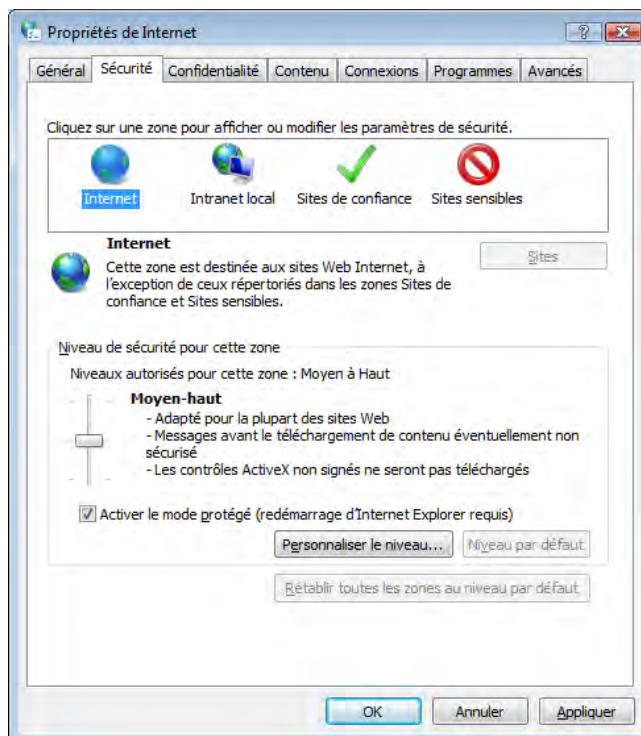 Propriétés de Internet
Général Sécurité Confidentialité Contenu Connexions Programmes Avancés
Cliquez sur une zone pour afficher ou modifier les paramètres de sécurité.
Internet Intranet local Sites de confiance Sites sensibles
Internet
Sites
Cette zone est destinée aux sites Web Internet, à
l'exception de ceux répertoriés dans les zones Sites de
confiance et Sites sensibles.
Niveau de sécurité pour cette zone
Niveaux autorisés pour cette zone : Moyen à Haut
Moyen-haut
- Adapté pour la plupart des sites Web
- Messages avant le téléchargement de contenu éventuellement non
sécurisé
- Les contrôles ActiveX non signés ne seront pas téléchargés
Activer le mode protégé (redémarrage d'Internet Explorer requis)
Personnaliser le niveau... Niveau par défaut
Rétablir toutes les zones au niveau par défaut
OK Annuler Appliquer